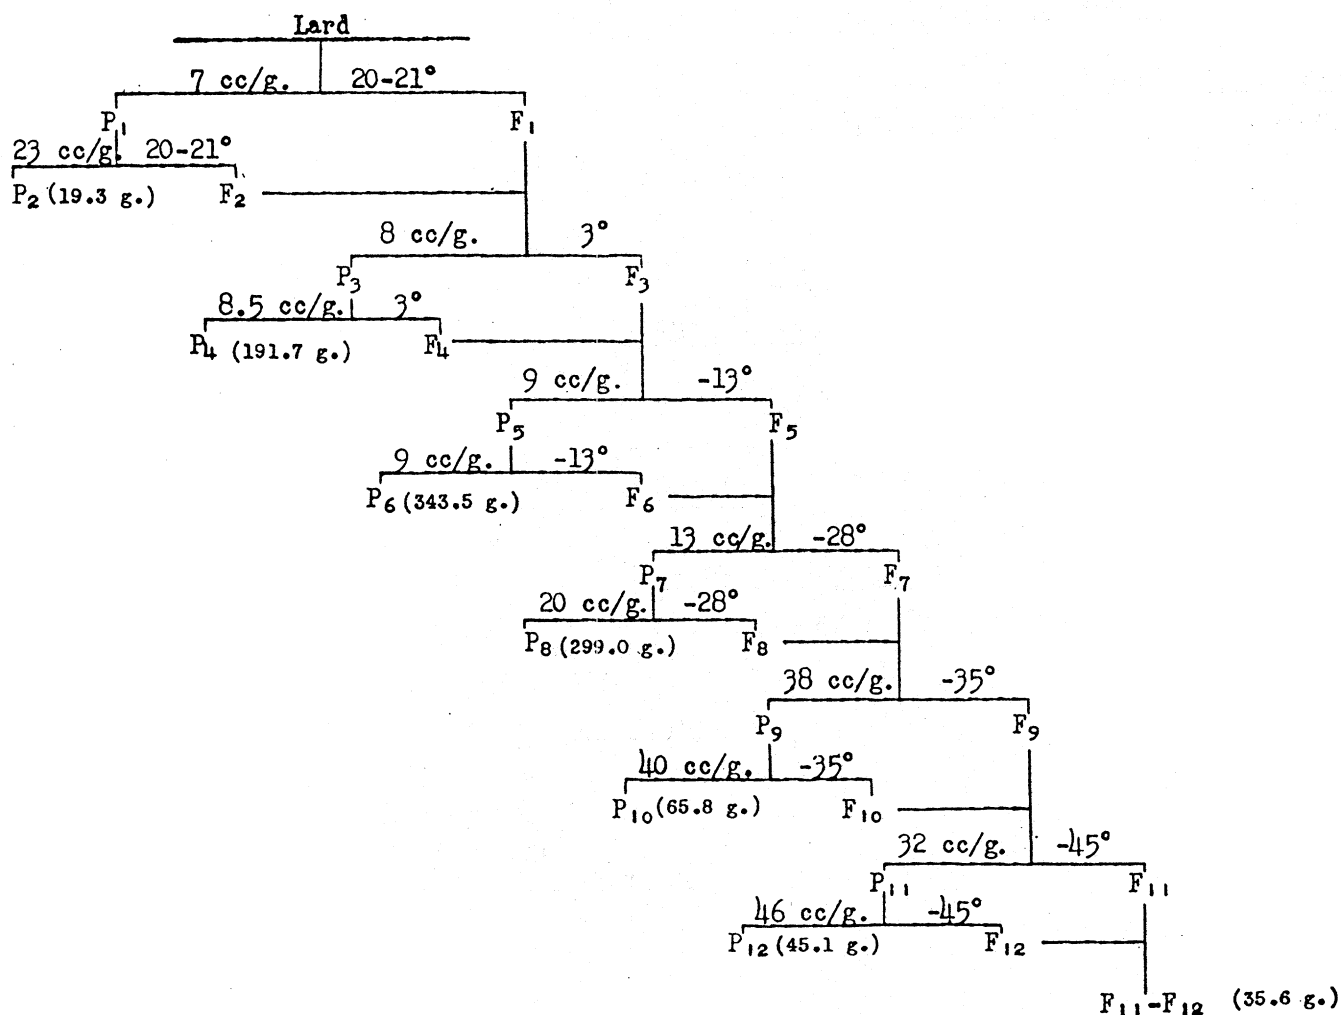 Lard
7 cc/g. 20-21°
P₁ F₁
23 cc/g. 20-21°
P₂ (19.3 g.) F₂
8 cc/g. 3°
P₃ F₃
8.5 cc/g. 3°
P₄ (191.7 g.) F₄
9 cc/g. -13°
P₅ F₅
9 cc/g. -13°
P₆ (343.5 g.) F₆
13 cc/g. -28°
P₇ F₇
20 cc/g. -28°
P₈ (299.0 g.) F₈
38 cc/g. -35°
P₉ F₉
40 cc/g. -35°
P₁₀ (65.8 g.) F₁₀
32 cc/g. -45°
P₁₁ F₁₁
46 cc/g. -45°
P₁₂ (45.1 g.) F₁₂
F₁₁-F₁₂ (35.6 g.)